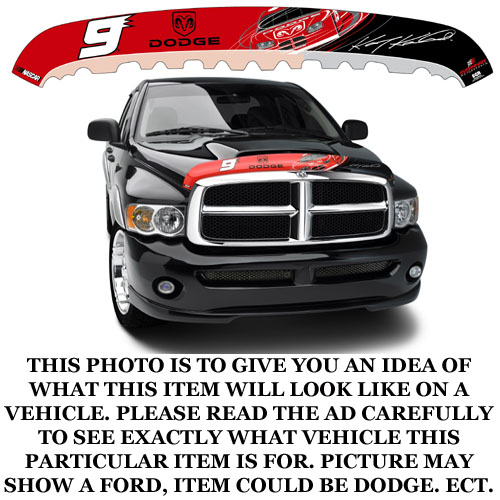 9
DODGE
NASCAR
9
DODGE
THIS PHOTO IS TO GIVE YOU AN IDEA OF
WHAT THIS ITEM WILL LOOK LIKE ON A
VEHICLE. PLEASE READ THE AD CAREFULLY
TO SEE EXACTLY WHAT VEHICLE THIS
PARTICULAR ITEM IS FOR. PICTURE MAY
SHOW A FORD, ITEM COULD BE DODGE. ECT.